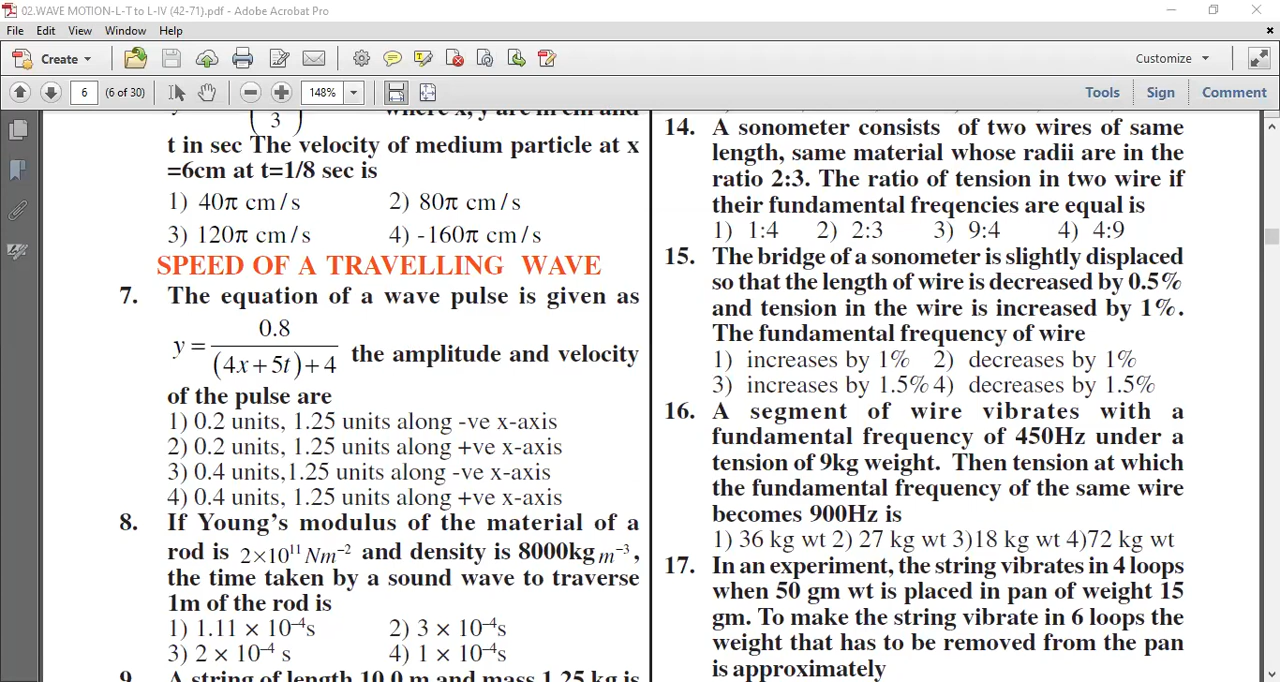 02.WAVE MOTION-L-T to L-IV (42-71).pdf - Adobe Acrobat Pro
File Edit View Window Help
Create Customize
6 (6 of 30) 148% Tools Sign Comment
3 where x, y are in cm and
t in sec The velocity of medium particle at x
=6cm at t=1/8 sec is
1) 40π cm/s 2) 80π cm/s
3) 120π cm/s 4) -160π cm/s
SPEED OF A TRAVELLING WAVE
7. The equation of a wave pulse is given as
y = 0.8 / (4x+5t)+4 the amplitude and velocity
of the pulse are
1) 0.2 units, 1.25 units along -ve x-axis
2) 0.2 units, 1.25 units along +ve x-axis
3) 0.4 units,1.25 units along -ve x-axis
4) 0.4 units, 1.25 units along +ve x-axis
8. If Young's modulus of the material of a
rod is 2×10¹¹ Nm⁻² and density is 8000kg m⁻³,
the time taken by a sound wave to traverse
1m of the rod is
1) 1.11 × 10⁻⁴s 2) 3 × 10⁻⁴s
3) 2 × 10⁻⁴ s 4) 1 × 10⁻⁴s
9. A string of length 10.0 m and mass 1.25 kg is
14. A sonometer consists of two wires of same
length, same material whose radii are in the
ratio 2:3. The ratio of tension in two wire if
their fundamental freqencies are equal is
1) 1:4 2) 2:3 3) 9:4 4) 4:9
15. The bridge of a sonometer is slightly displaced
so that the length of wire is decreased by 0.5%
and tension in the wire is increased by 1%.
The fundamental frequency of wire
1) increases by 1% 2) decreases by 1%
3) increases by 1.5% 4) decreases by 1.5%
16. A segment of wire vibrates with a
fundamental frequency of 450Hz under a
tension of 9kg weight. Then tension at which
the fundamental frequency of the same wire
becomes 900Hz is
1) 36 kg wt 2) 27 kg wt 3)18 kg wt 4)72 kg wt
17. In an experiment, the string vibrates in 4 loops
when 50 gm wt is placed in pan of weight 15
gm. To make the string vibrate in 6 loops the
weight that has to be removed from the pan
is approximately